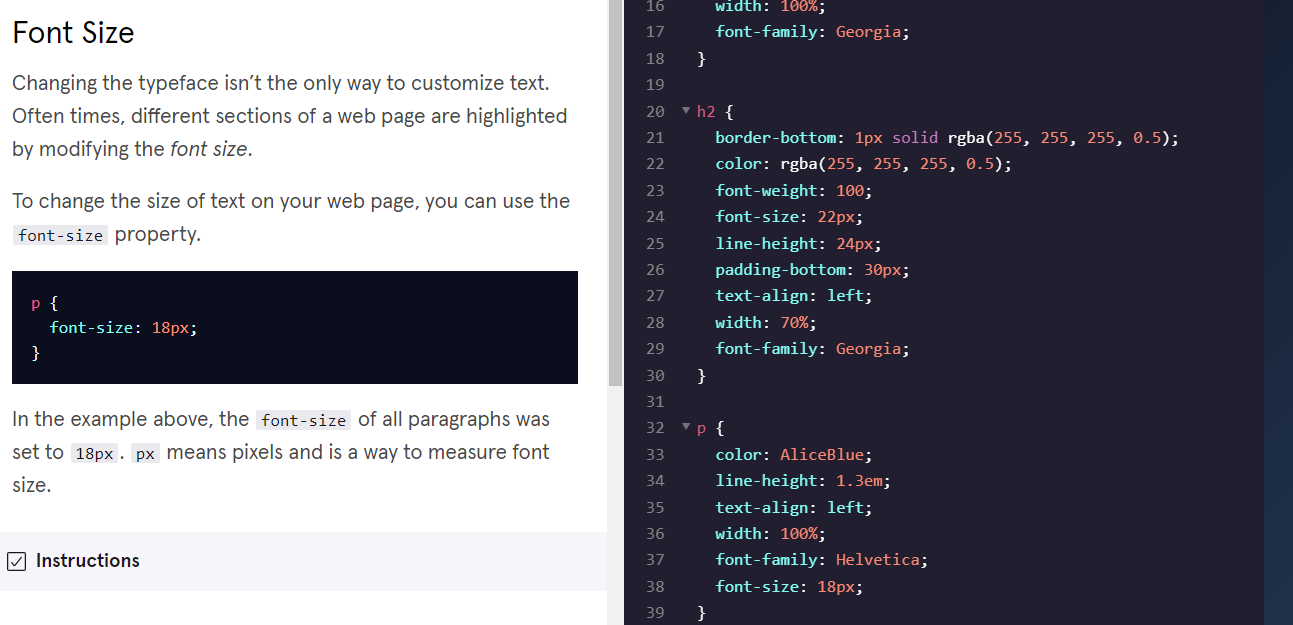 Font Size
Changing the typeface isn’t the only way to customize text.
Often times, different sections of a web page are highlighted
by modifying the font size.
To change the size of text on your web page, you can use the
font-size property.
p {
font-size: 18px;
}
In the example above, the font-size of all paragraphs was
set to 18px. px means pixels and is a way to measure font
size.
Instructions
16 width: 100%;
17 font-family: Georgia;
18 }
19
20 h2 {
21 border-bottom: 1px solid rgba(255, 255, 255, 0.5);
22 color: rgba(255, 255, 255, 0.5);
23 font-weight: 100;
24 font-size: 22px;
25 line-height: 24px;
26 padding-bottom: 30px;
27 text-align: left;
28 width: 70%;
29 font-family: Georgia;
30 }
31
32 p {
33 color: AliceBlue;
34 line-height: 1.3em;
35 text-align: left;
36 width: 100%;
37 font-family: Helvetica;
38 font-size: 18px;
39 }